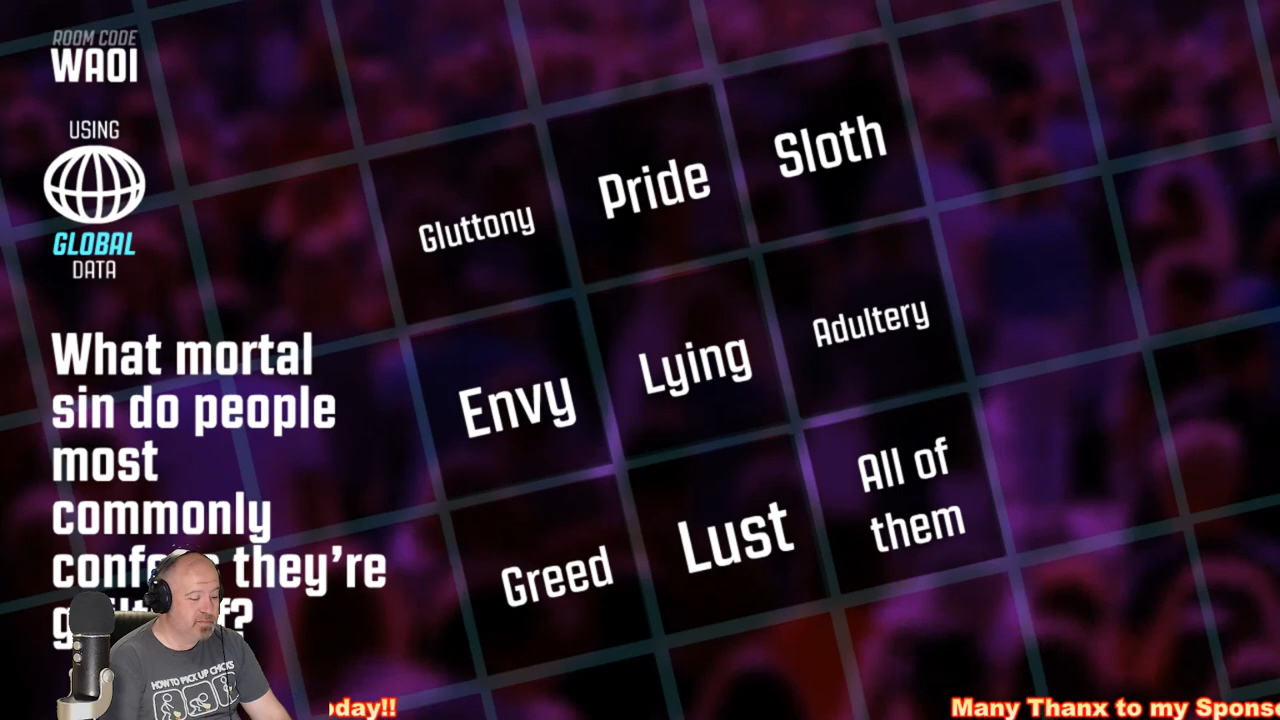 ROOM CODE
WAOI
USING
GLOBAL
DATA
What mortal
sin do people
most
commonly
they're
Gluttony
Pride
Sloth
Envy
Lying
Adultery
Greed
Lust
All of
them
HOW TO PICK UP CHICKS
oday!!
Many Thanx to my Sponso